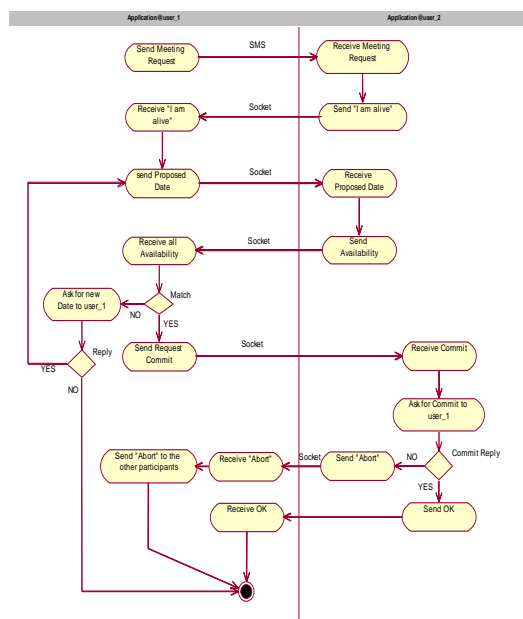 Application@user_1
Application@user_2
Send Meeting
Request
SMS
Receive Meeting
Request
Receive "I am
alive"
Socket
Send "I am alive"
send Proposed
Date
Socket
Receive
Proposed Date
Receive all
Availability
Socket
Send
Availability
Ask for new
Date to user_1
Match
NO
YES
Send Request
Commit
Socket
Receive Commit
Reply
YES
NO
Ask for Commit to
user_1
Commit Reply
Send "Abort" to the
other participants
Receive "Abort"
Socket
Send "Abort"
NO
YES
Receive OK
Send OK